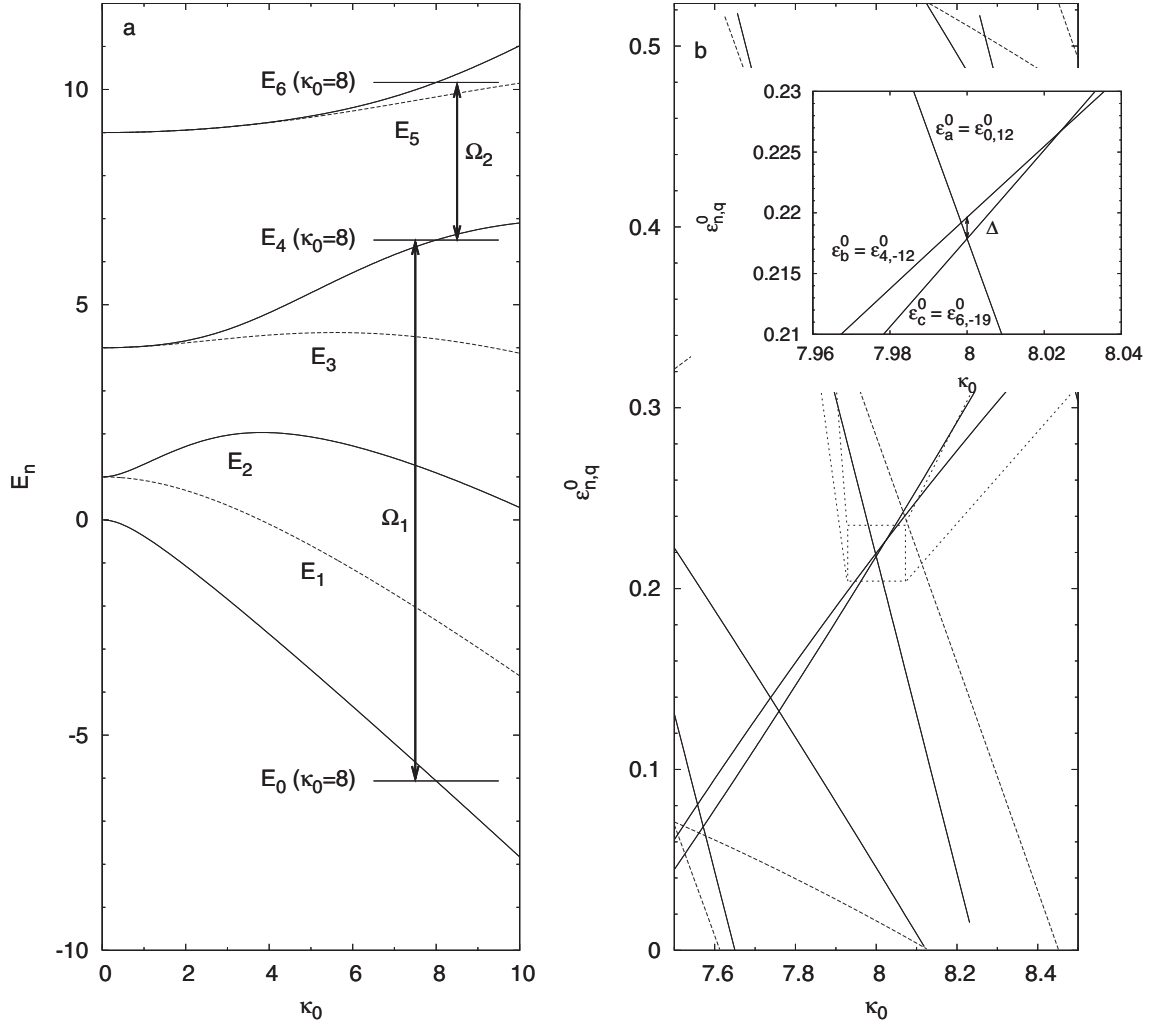 a
E6 (κ0=8)
E5
Ω2
E4 (κ0=8)
E3
E2
Ω1
E1
E0 (κ0=8)
10
5
0
-5
-10
En
0 2 4 6 8 10
κ0
b
0.5
0.4
0.3
0.2
0.1
0
ε⁰n,q
7.6 7.8 8 8.2 8.4
κ0
0.23
0.225
0.22
0.215
0.21
ε⁰n,q
ε⁰a = ε⁰0,12
Δ
ε⁰b = ε⁰4,-12
ε⁰c = ε⁰6,-19
7.96 7.98 8 8.02 8.04
κ0